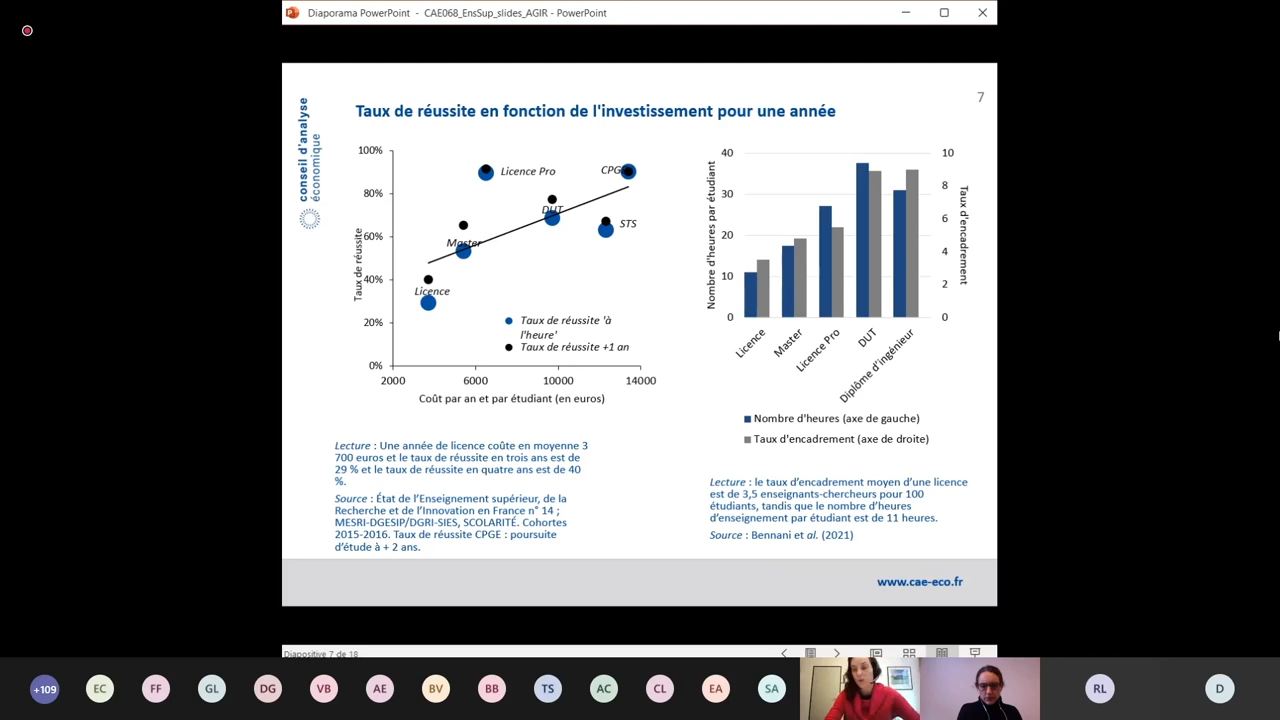 Diaporama PowerPoint - CAE068_EnsSup_slides_AGIR - PowerPoint
7
conseil d'analyse
économique
Taux de réussite en fonction de l'investissement pour une année
100%
80%
60%
40%
20%
0%
Taux de réussite
2000
6000
10000
14000
Coût par an et par étudiant (en euros)
Licence Pro
CPG
DUT
STS
Master
Licence
Taux de réussite 'à
l'heure'
Taux de réussite +1 an
40
30
20
10
0
Nombre d'heures par étudiant
10
8
6
4
2
0
Taux d'encadrement
Licence
Master
Licence Pro
DUT
Diplôme d'ingénieur
Nombre d'heures (axe de gauche)
Taux d'encadrement (axe de droite)
Lecture : Une année de licence coûte en moyenne 3
700 euros et le taux de réussite en trois ans est de
29 % et le taux de réussite en quatre ans est de 40
%.
Source : État de l'Enseignement supérieur, de la
Recherche et de l'Innovation en France n° 14 ;
MESRI-DGESIP/DGRI-SIES, SCOLARITÉ. Cohortes
2015-2016. Taux de réussite CPGE : poursuite
d'étude à + 2 ans.
Lecture : le taux d'encadrement moyen d'une licence
est de 3,5 enseignants-chercheurs pour 100
étudiants, tandis que le nombre d'heures
d'enseignement par étudiant est de 11 heures.
Source : Bennani et al. (2021)
www.cae-eco.fr
Diapositive 7 de 18
+109
EC
FF
GL
DG
VB
AE
BV
BB
TS
AC
CL
EA
SA
RL
D